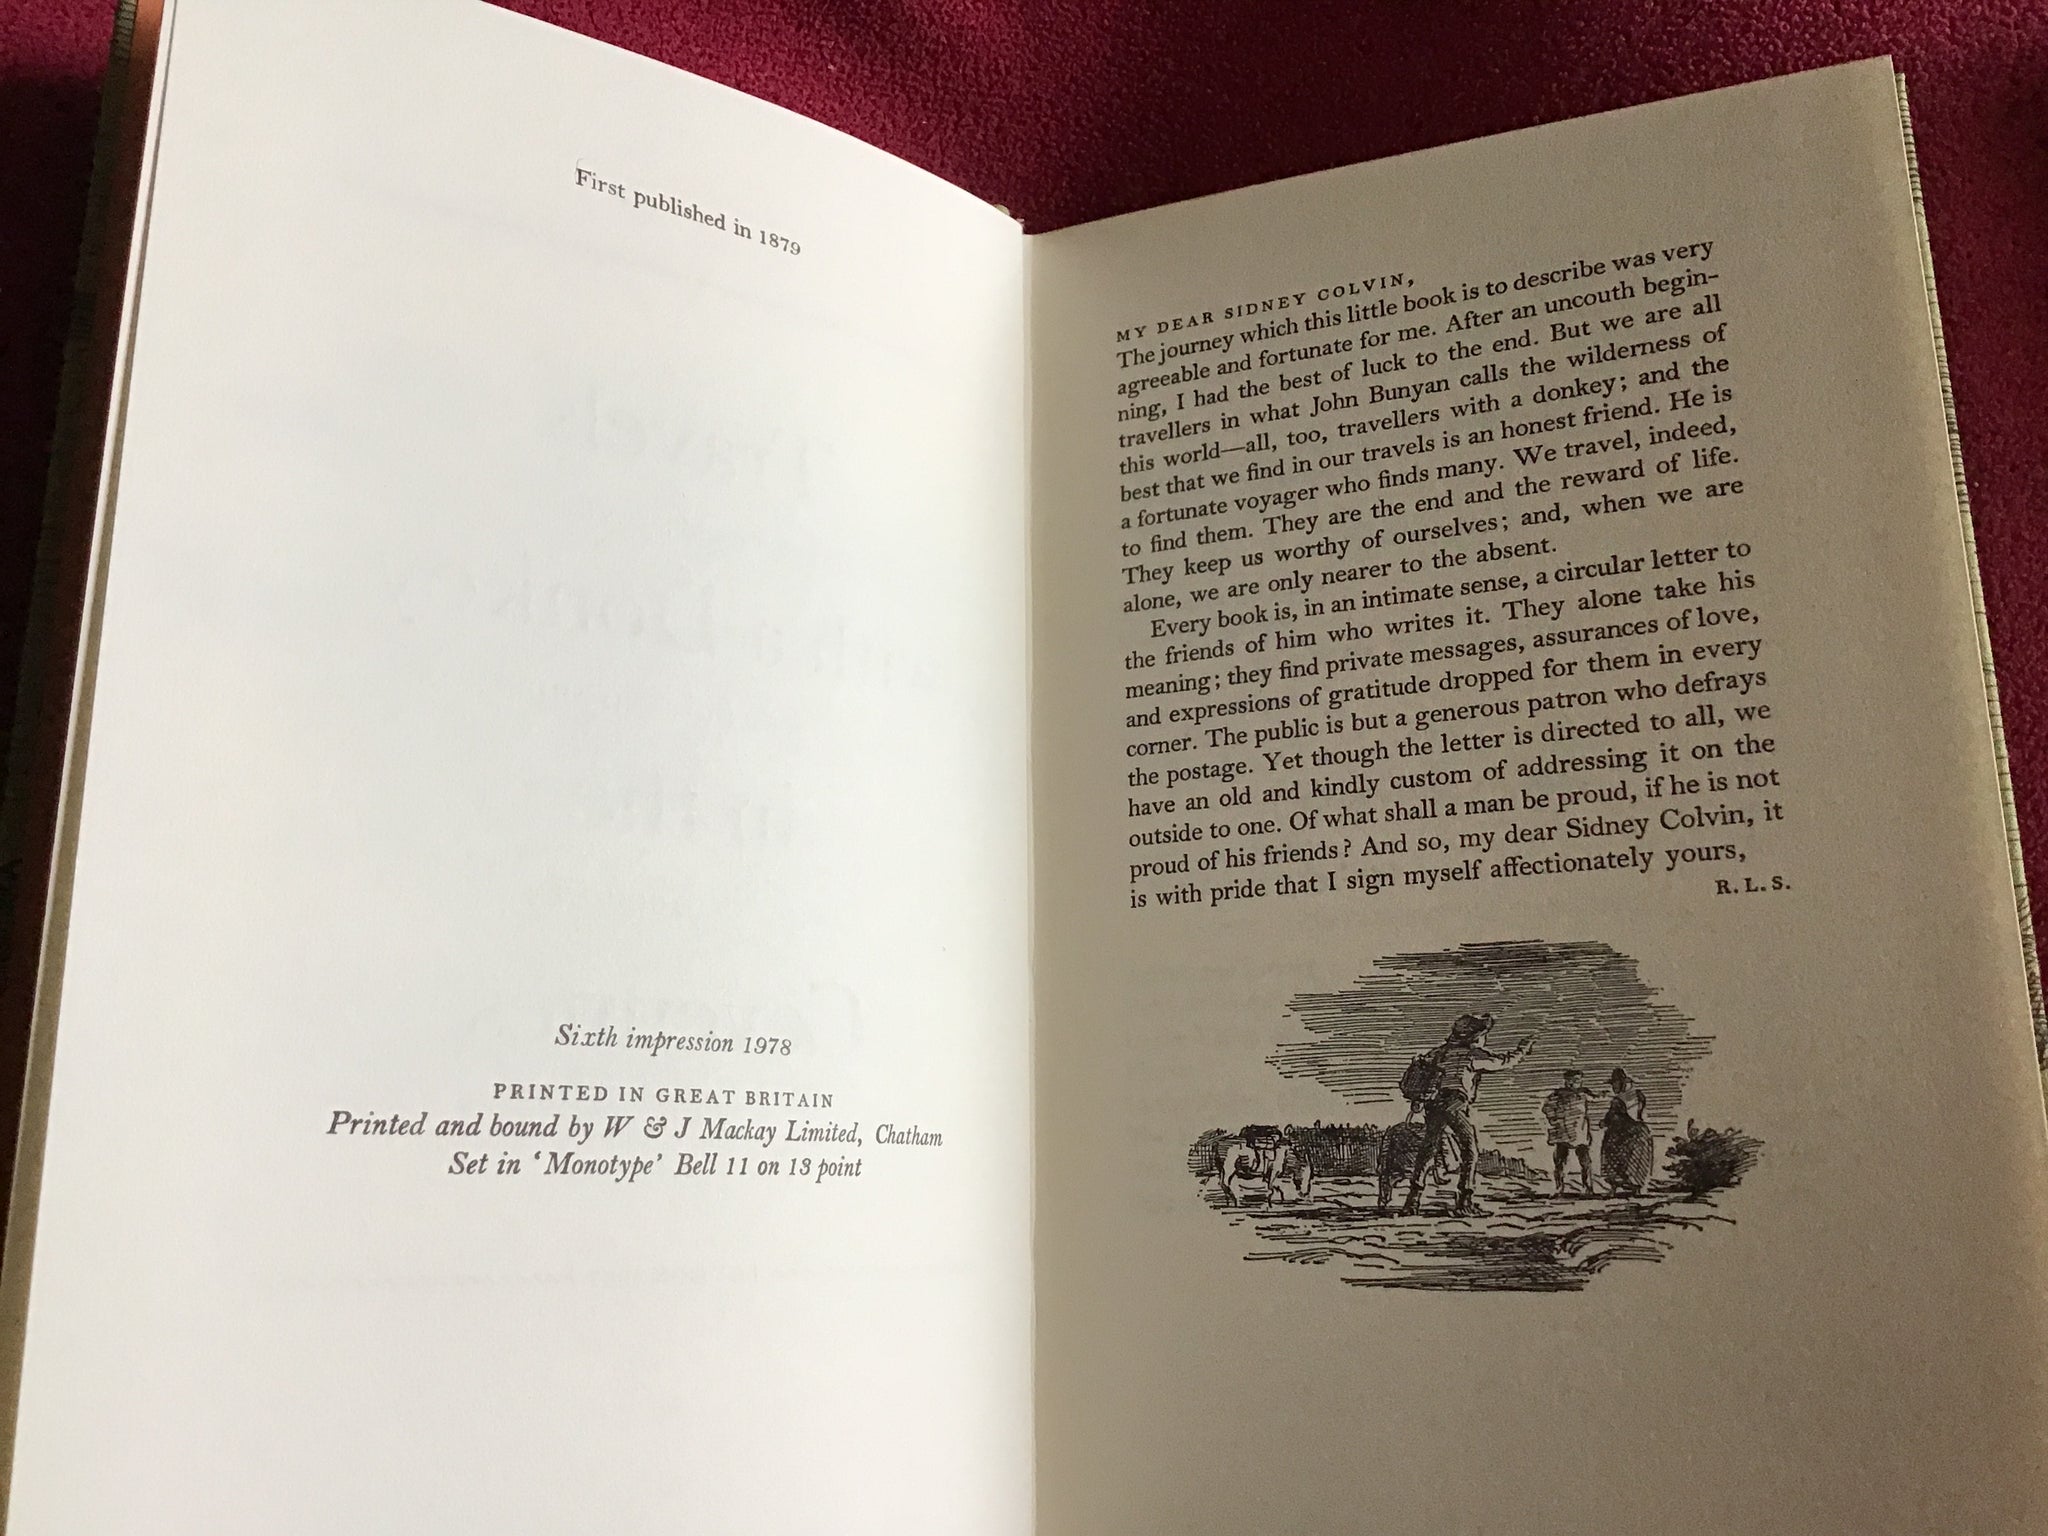 First published in 1879
Sixth impression 1978
PRINTED IN GREAT BRITAIN
Printed and bound by W & J Mackay Limited, Chatham
Set in ‘Monotype’ Bell 11 on 13 point
MY DEAR SIDNEY COLVIN,
The journey which this little book is to describe was very
agreeable and fortunate for me. After an uncouth begin-
ning, I had the best of luck to the end. But we are all
travellers in what John Bunyan calls the wilderness of
this world—all, too, travellers with a donkey; and the
best that we find in our travels is an honest friend. He is
a fortunate voyager who finds many. We travel, indeed,
to find them. They are the end and the reward of life.
They keep us worthy of ourselves; and, when we are
alone, we are only nearer to the absent.
Every book is, in an intimate sense, a circular letter to
the friends of him who writes it. They alone take his
meaning; they find private messages, assurances of love,
and expressions of gratitude dropped for them in every
corner. The public is but a generous patron who defrays
the postage. Yet though the letter is directed to all, we
have an old and kindly custom of addressing it on the
outside to one. Of what shall a man be proud, if he is not
proud of his friends? And so, my dear Sidney Colvin, it
is with pride that I sign myself affectionately yours,
R. L. S.